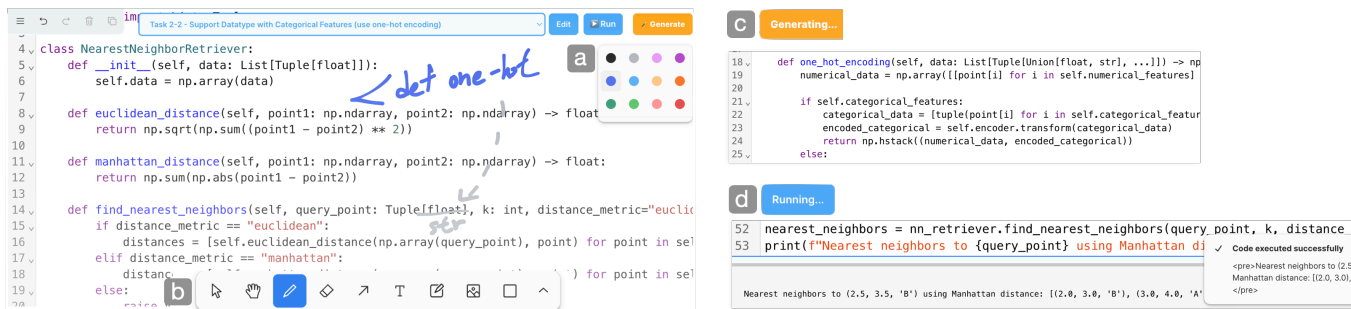 Task 2-2 - Support Datatype with Categorical Features (use one-hot encoding)
Edit
Run
Generate
4 class NearestNeighborRetriever:
5 def __init__(self, data: List[Tuple[float]]):
6 self.data = np.array(data)
7
8 def euclidean_distance(self, point1: np.ndarray, point2: np.ndarray) -> float
9 return np.sqrt(np.sum((point1 - point2) ** 2))
10
11 def manhattan_distance(self, point1: np.ndarray, point2: np.ndarray) -> float:
12 return np.sum(np.abs(point1 - point2))
13
14 def find_nearest_neighbors(self, query_point: Tuple[float], k: int, distance_metric="euclid
15 if distance_metric == "euclidean":
16 distances = [self.euclidean_distance(np.array(query_point), point) for point in sel
17 elif distance_metric == "manhattan":
18 distanc
) for point in sel
19 else:
20
def one-hot
str
a
b
T
c
Generating...
18 def one_hot_encoding(self, data: List[Tuple[Union[float, str], ...]]) -> np
19 numerical_data = np.array([[point[i] for i in self.numerical_features]
20
21 if self.categorical_features:
22 categorical_data = [tuple(point[i] for i in self.categorical_featur
23 encoded_categorical = self.encoder.transform(categorical_data)
24 return np.hstack((numerical_data, encoded_categorical))
25 else:
d
Running...
52 nearest_neighbors = nn_retriever.find_nearest_neighbors(query_point, k, distance_
53 print(f"Nearest neighbors to {query_point} using Manhattan di
Code executed successfully
<pre>Nearest neighbors to (2.5
Manhattan distance: [(2.0, 3.0),
</pre>
Nearest neighbors to (2.5, 3.5, 'B') using Manhattan distance: [(2.0, 3.0, 'B'), (3.0, 4.0, 'A'